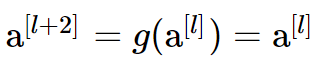 a^{[l+2]} = g(a^{[l]}) = a^{[l]}